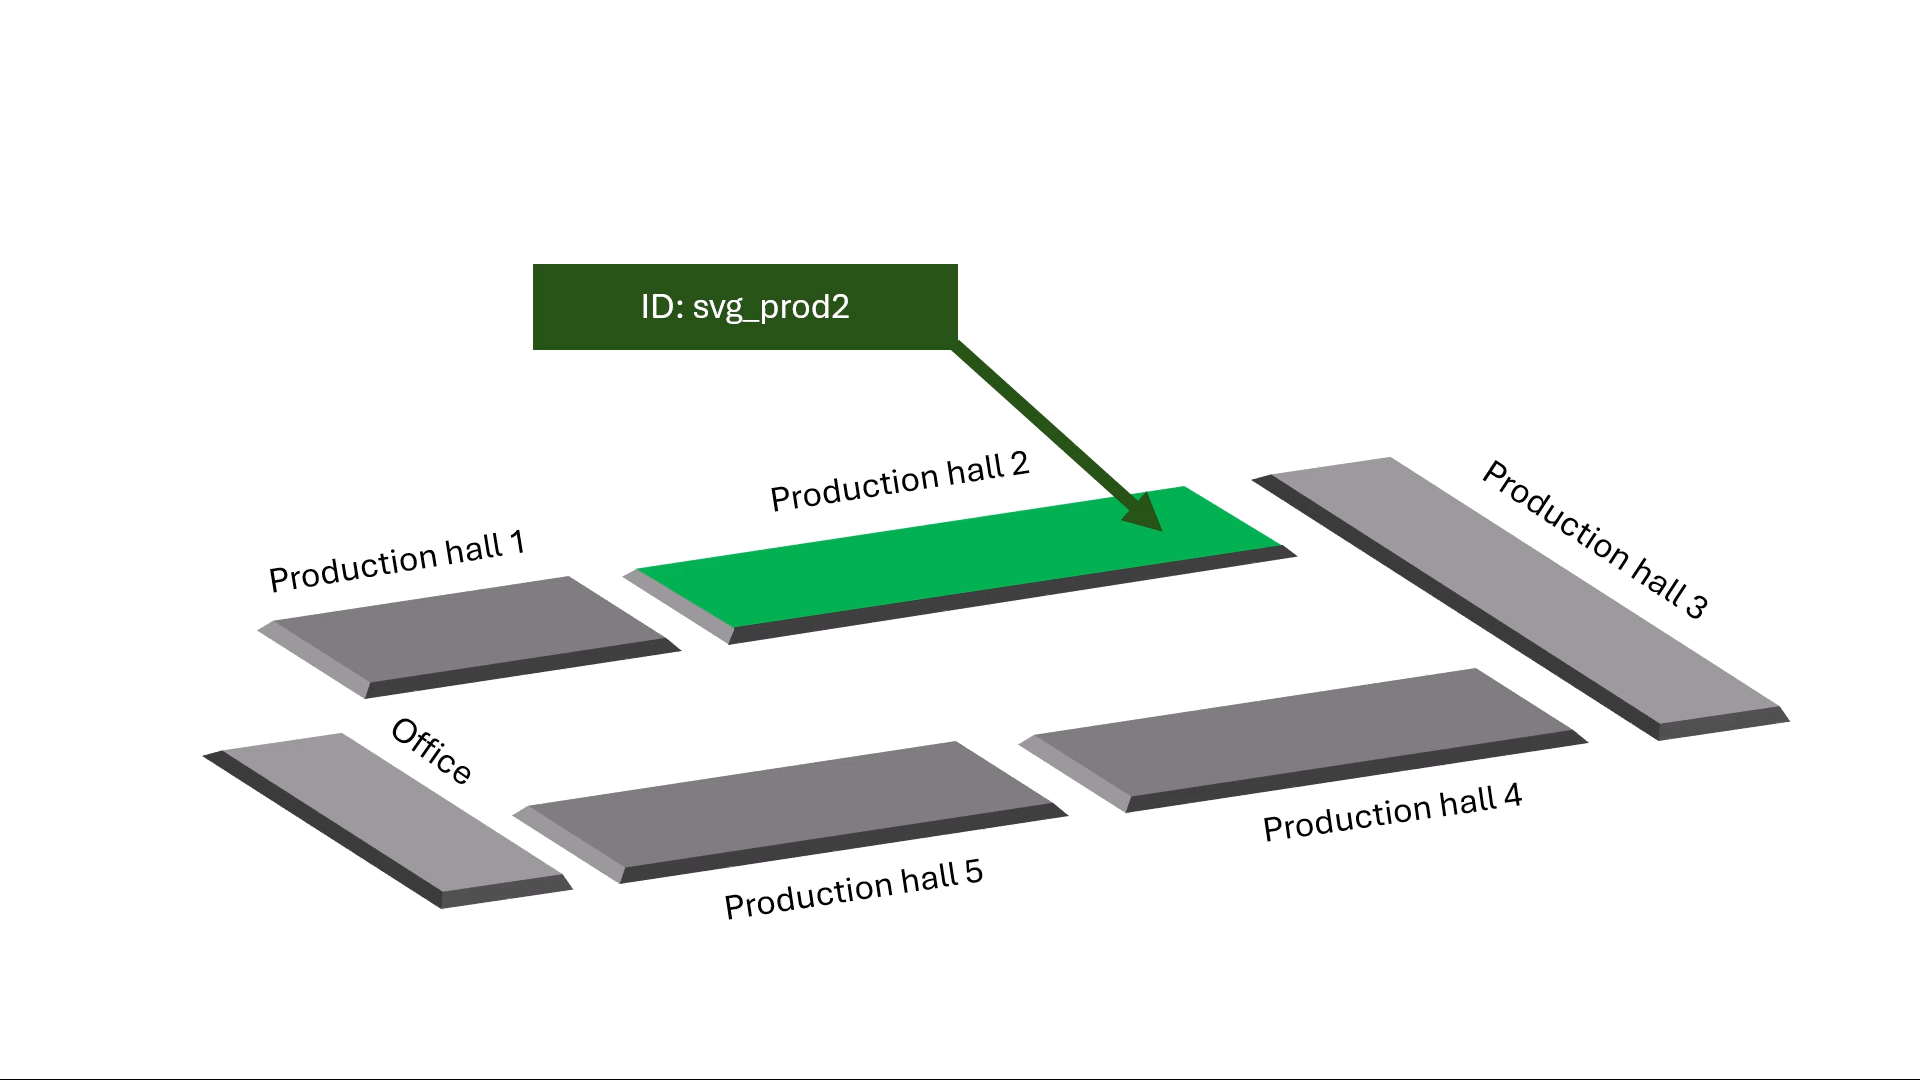 ID: svg_prod2
Production hall 2
Production hall 1
Production hall 3
Office
Production hall 4
Production hall 5